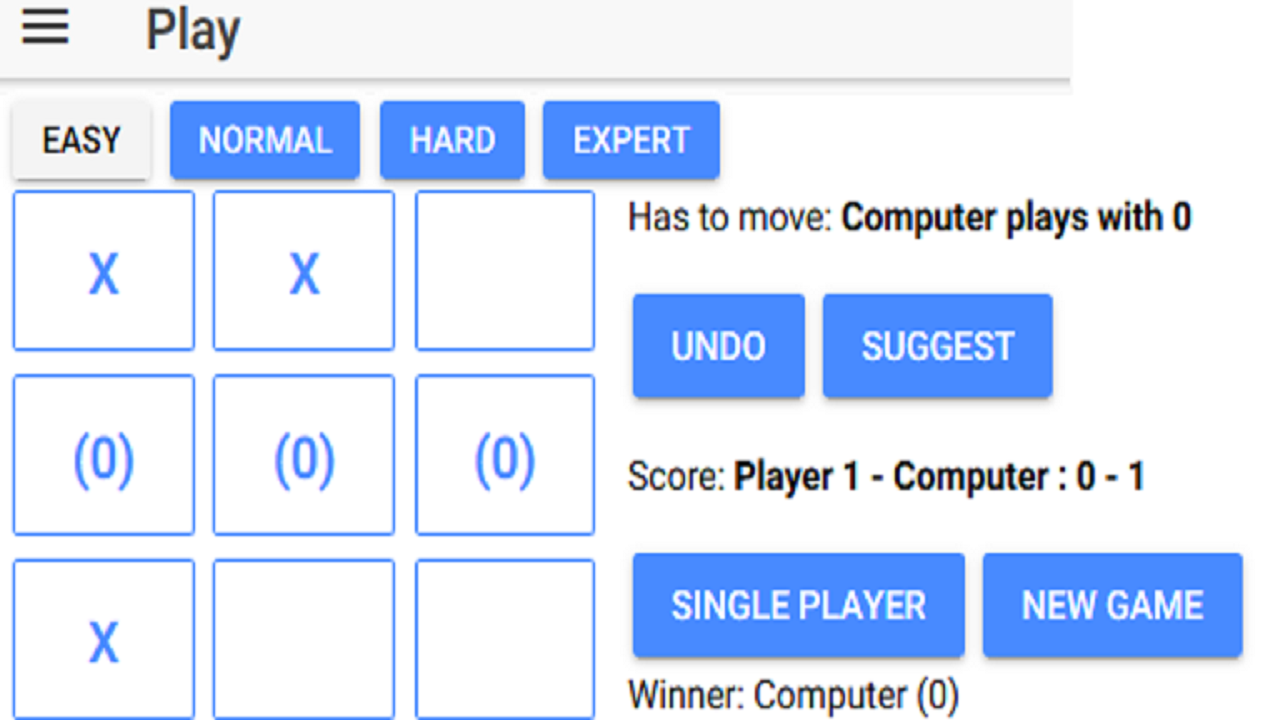 Play
EASY NORMAL HARD EXPERT
Has to move: Computer plays with 0
X X
UNDO SUGGEST
(0) (0) (0)
Score: Player 1 - Computer : 0 - 1
X
SINGLE PLAYER NEW GAME
Winner: Computer (0)